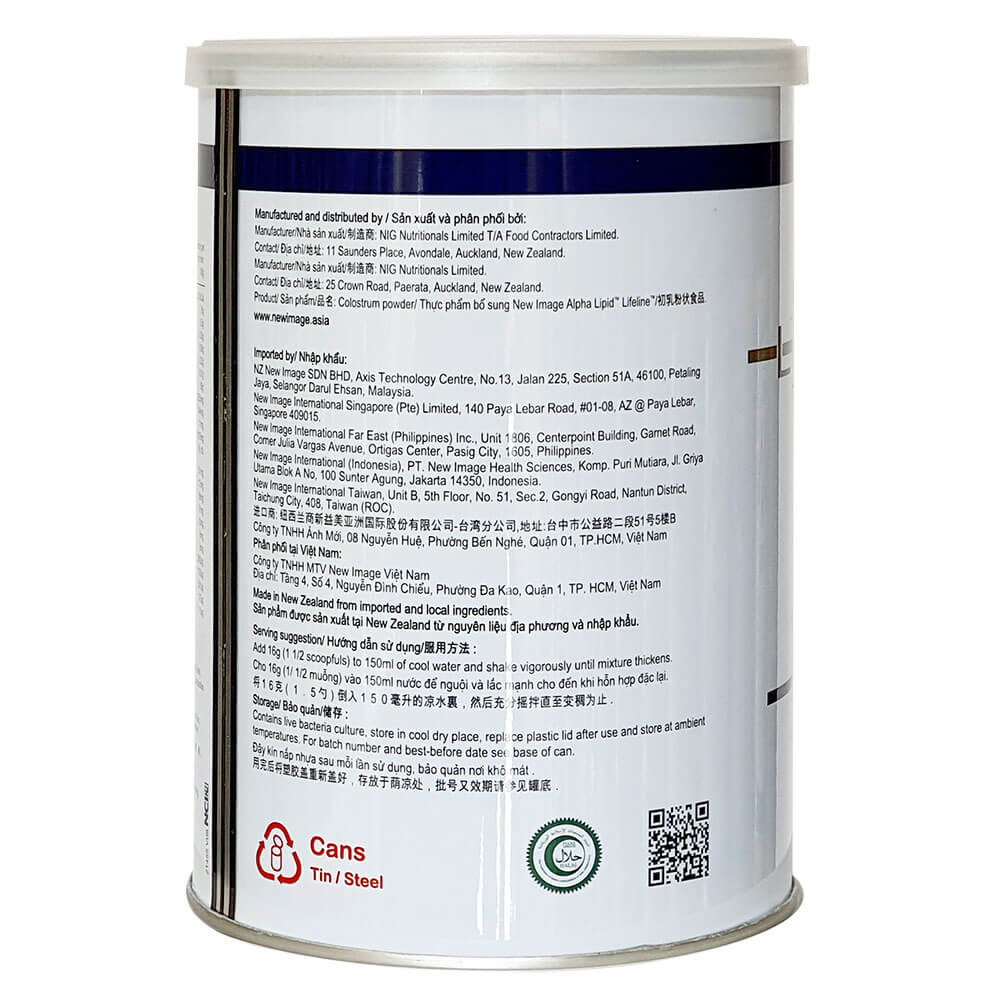 Manufactured and distributed by / Sản xuất và phân phối bởi:
Manufacturer/Nhà sản xuất/制造商: NIG Nutritionals Limited T/A Food Contractors Limited.
Contact/ Địa chỉ/地址: 11 Saunders Place, Avondale, Auckland, New Zealand.
Manufacturer/Nhà sản xuất/制造商: NIG Nutritionals Limited.
Contact/ Địa chỉ/地址: 25 Crown Road, Paerata, Auckland, New Zealand.
Product/ Sản phẩm/品名: Colostrum powder/ Thực phẩm bổ sung New Image Alpha Lipid™ Lifeline™/初乳粉状食品
www.newimage.asia
Imported by/ Nhập khẩu:
NZ New Image SDN BHD, Axis Technology Centre, No.13, Jalan 225, Section 51A, 46100, Petaling
Jaya, Selangor Darul Ehsan, Malaysia.
New Image International Singapore (Pte) Limited, 140 Paya Lebar Road, #01-08, AZ @ Paya Lebar,
Singapore 409015.
New Image International Far East (Philippines) Inc., Unit 1806, Centerpoint Building, Garnet Road,
Corner Julia Vargas Avenue, Ortigas Center, Pasig City, 1605, Philippines.
New Image International (Indonesia), PT. New Image Health Sciences, Komp. Puri Mutiara, Jl. Griya
Utama Blok A No, 100 Sunter Agung, Jakarta 14350, Indonesia.
New Image International Taiwan, Unit B, 5th Floor, No. 51, Sec.2, Gongyi Road, Nantun District,
Taichung City, 408, Taiwan (ROC).
进口商: 纽西兰商新益美亚洲国际股份有限公司-台湾分公司,地址:台中市公益路二段51号5楼B
Công ty TNHH Ảnh Mới, 08 Nguyễn Huệ, Phường Bến Nghé, Quận 01, TP.HCM, Việt Nam
Phân phối tại Việt Nam:
Công ty TNHH MTV New Image Việt Nam
Địa chỉ: Tầng 4, Số 4, Nguyễn Đình Chiểu, Phường Đa Kao, Quận 1, TP. HCM, Việt Nam
Made in New Zealand from imported and local ingredients.
Sản phẩm được sản xuất tại New Zealand từ nguyên liệu địa phương và nhập khẩu.
Serving suggestion/ Hướng dẫn sử dụng/服用方法 :
Add 16g (1 1/2 scoopfuls) to 150ml of cool water and shake vigorously until mixture thickens.
Cho 16g (1/ 1/2 muỗng) vào 150ml nước để nguội và lắc mạnh cho đến khi hỗn hợp đặc lại.
将16克(1.5勺)倒入150毫升的凉水裏，然后充分摇拌直至变稠为止.
Storage/ Bảo quản/储存 :
Contains live bacteria culture, store in cool dry place, replace plastic lid after use and store at ambient
temperatures. For batch number and best-before date see base of can.
Đậy kín nắp nhựa sau mỗi lần sử dụng, bảo quản nơi khô mát .
用完后将塑胶盖重新盖好，存放于荫凉处，批号又效期请参见罐底.
Cans
Tin / Steel
حلال
HALAL